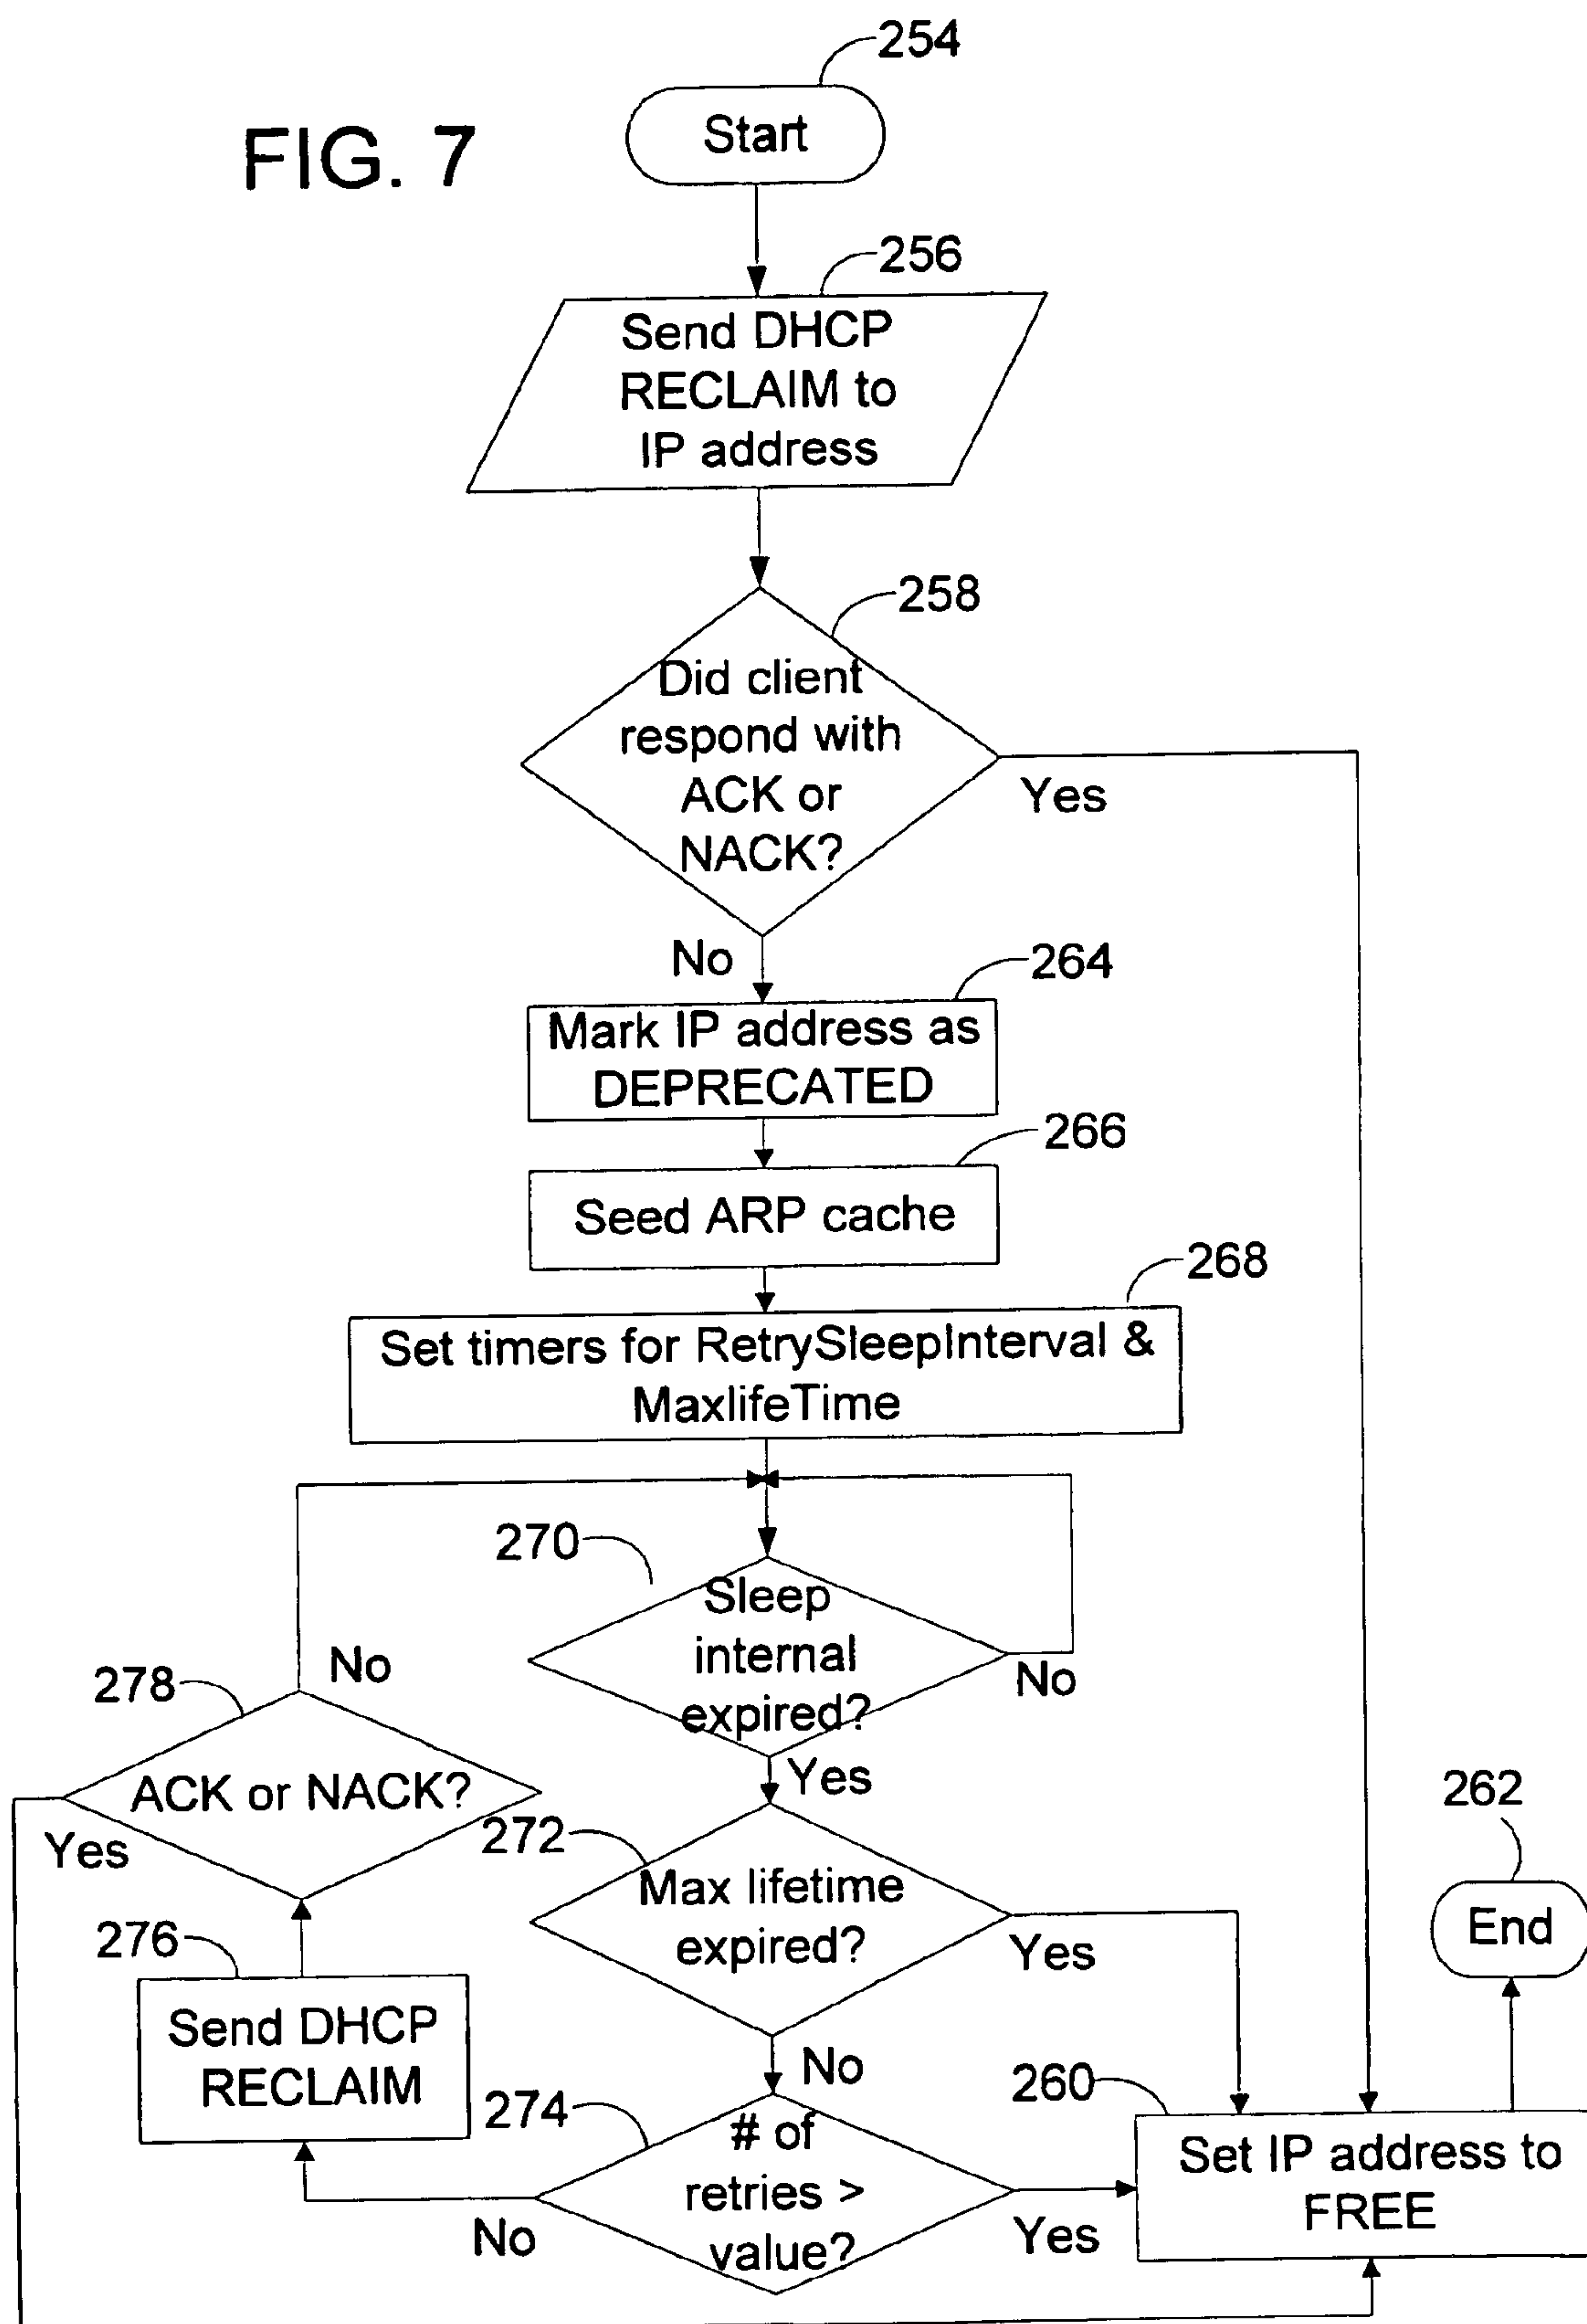 FIG. 7
254
Start
256
Send DHCP
RECLAIM to
IP address
258
Did client
respond with
ACK or
NACK?
Yes
No
264
Mark IP address as
DEPRECATED
266
Seed ARP cache
268
Set timers for RetrySleepInterval &
MaxlifeTime
270
Sleep
internal
expired?
No
Yes
278
No
ACK or NACK?
Yes
272
Max lifetime
expired?
Yes
No
262
End
276
Send DHCP
RECLAIM
274
# of
retries >
value?
No
Yes
260
Set IP address to
FREE